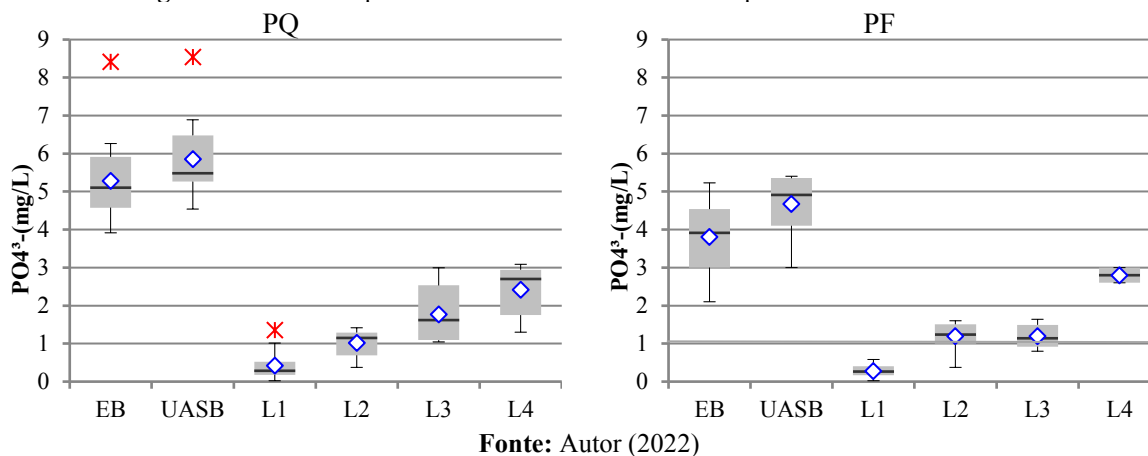 PQ
PO4³-(mg/L)
9
8
7
6
5
4
3
2
1
0
EB UASB L1 L2 L3 L4
PF
PO4³-(mg/L)
9
8
7
6
5
4
3
2
1
0
EB UASB L1 L2 L3 L4
Fonte: Autor (2022)